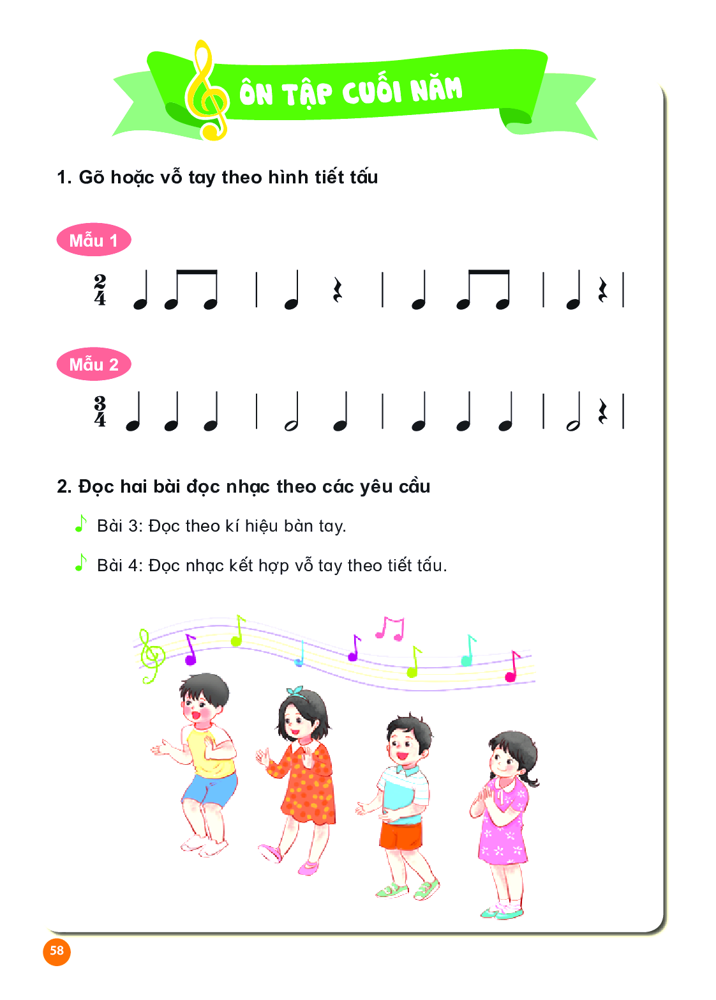 ÔN TẬP CUỐI NĂM
1. Gõ hoặc vỗ tay theo hình tiết tấu
Mẫu 1
2
4
Mẫu 2
3
4
2. Đọc hai bài đọc nhạc theo các yêu cầu
Bài 3: Đọc theo kí hiệu bàn tay.
Bài 4: Đọc nhạc kết hợp vỗ tay theo tiết tấu.
58